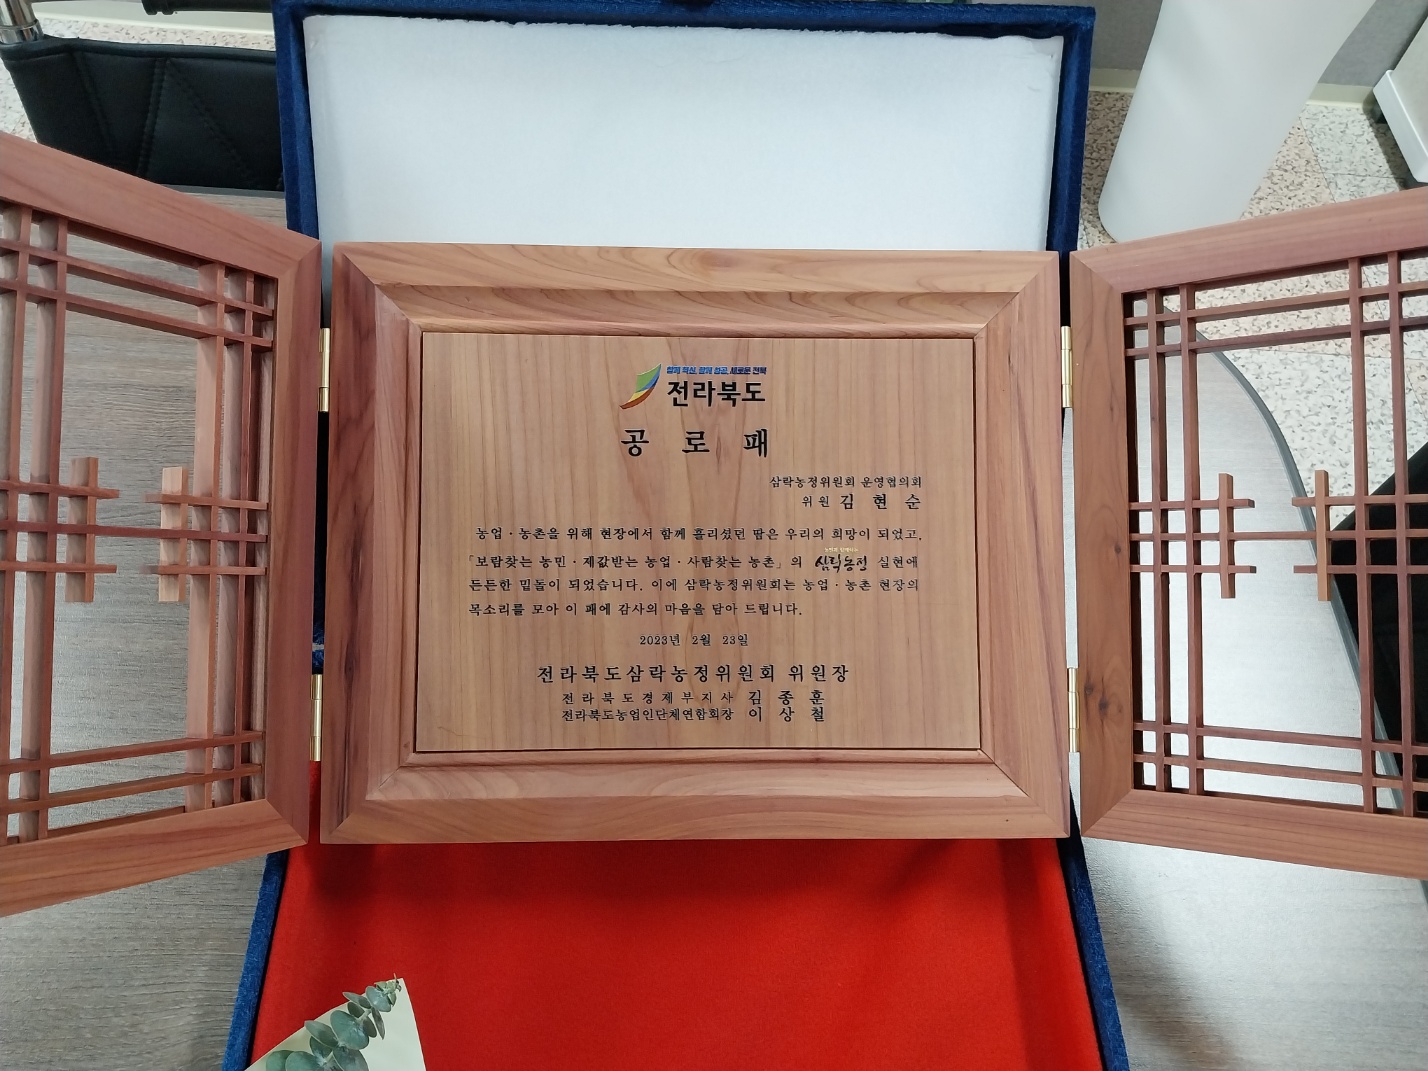 함께 혁신, 함께 성공, 새로운 전북
전라북도
공 로 패
삼락농정위원회 운영협의회
위원 김 현 순
농업·농촌을 위해 현장에서 함께 흘리셨던 땀은 우리의 희망이 되었고,
「보람찾는 농민·제값받는 농업·사람찾는 농촌」의 삼락농정 실현에
든든한 밑돌이 되었습니다. 이에 삼락농정위원회는 농업·농촌 현장의
목소리를 모아 이 패에 감사의 마음을 담아 드립니다.
2023년 2월 23일
전라북도삼락농정위원회 위원장
전라북도경제부지사 김 종 훈
전라북도농업인단체연합회장 이 상 철